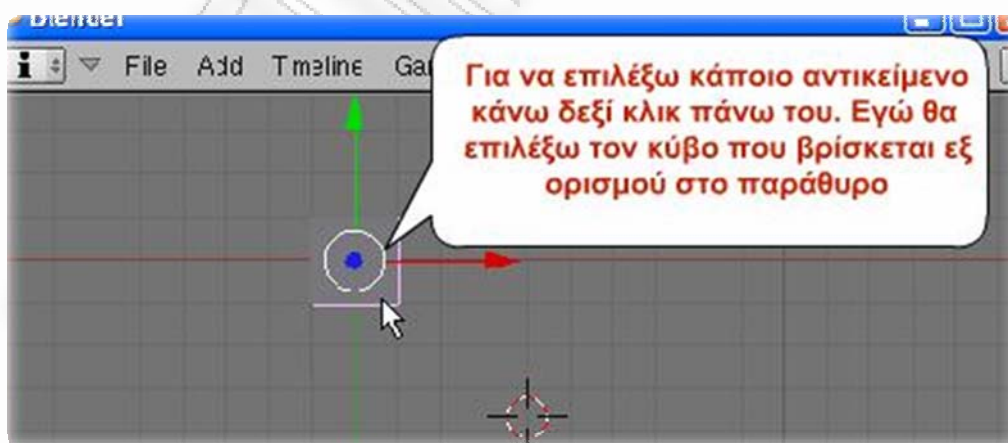 Blender
File Add Timeline
Για να επιλέξω κάποιο αντικείμενο
κάνω δεξί κλικ πάνω του. Εγώ θα
επιλέξω τον κύβο που βρίσκεται εξ
ορισμού στο παράθυρο